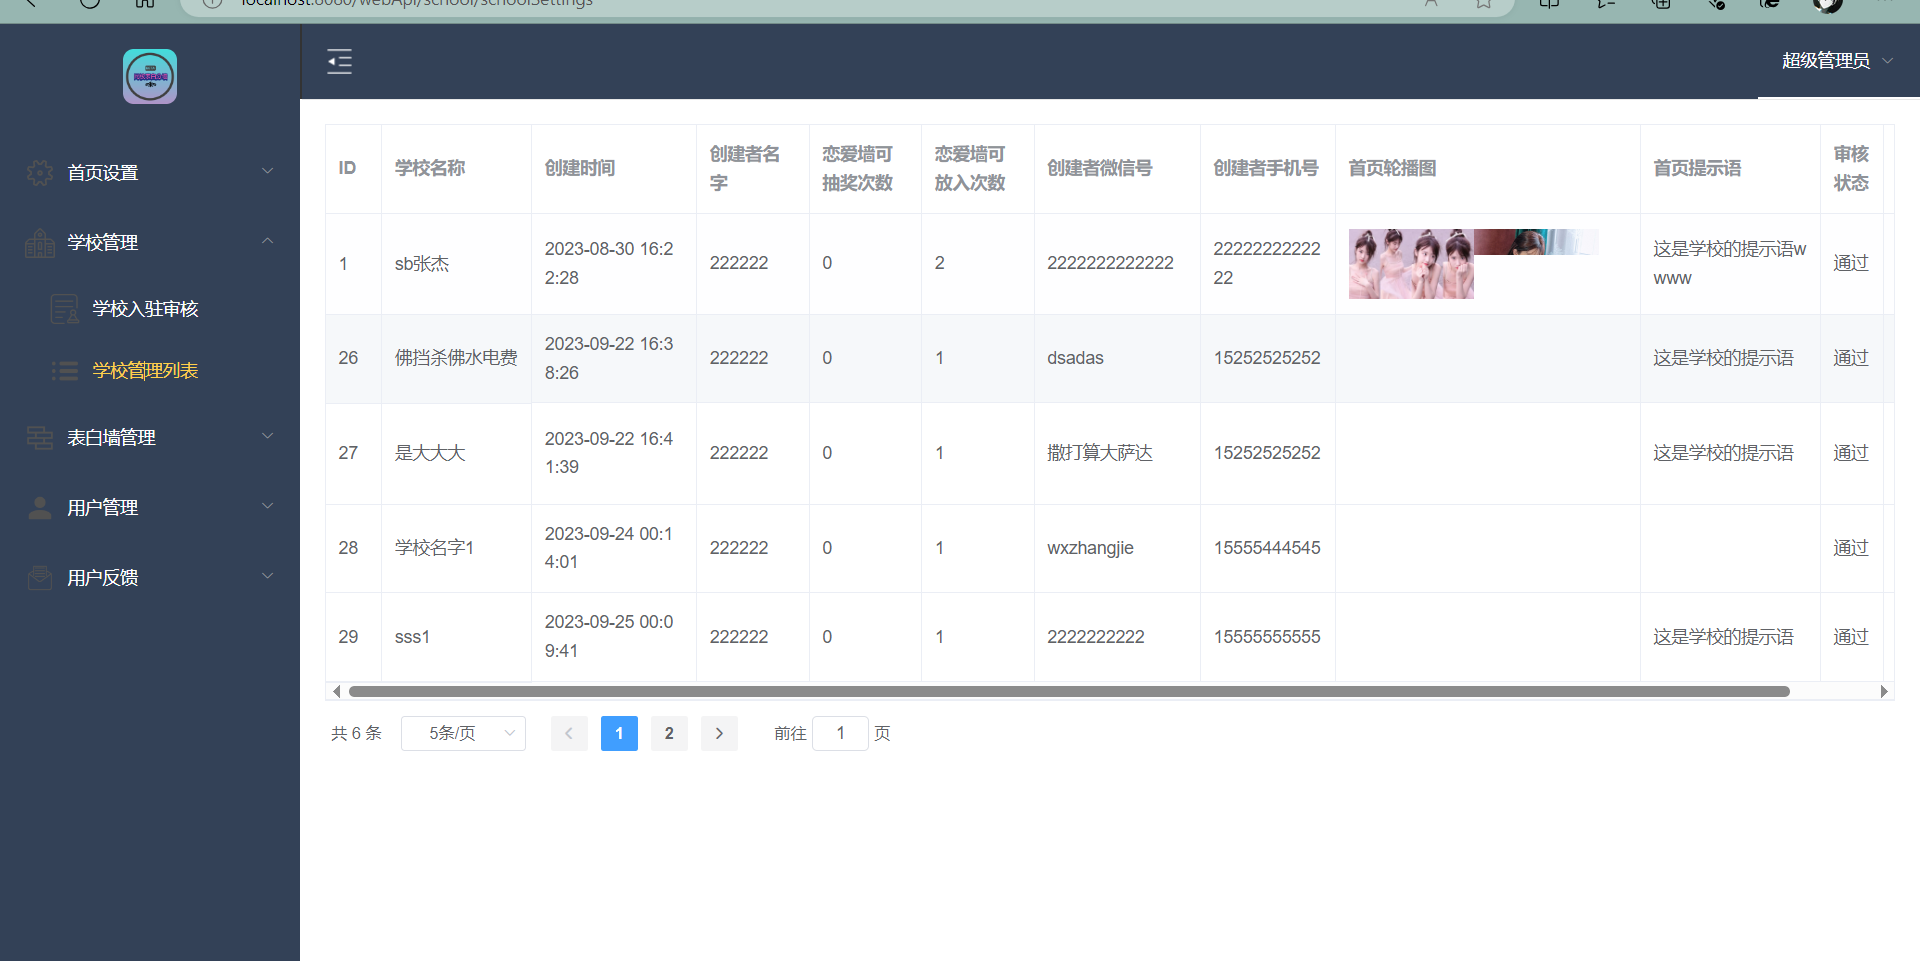 localhost:8080/webApi/school/schoolSettings
超级管理员
首页设置
学校管理
学校入驻审核
学校管理列表
表白墙管理
用户管理
用户反馈
ID 学校名称 创建时间 创建者名字 恋爱墙可抽奖次数 恋爱墙可放入次数 创建者微信号 创建者手机号 首页轮播图 首页提示语 审核状态
1 sb张杰 2023-08-30 16:22:28 222222 0 2 2222222222222 2222222222222 这是学校的提示语wwww 通过
26 佛挡杀佛水电费 2023-09-22 16:38:26 222222 0 1 dsadas 15252525252 这是学校的提示语 通过
27 是大大大 2023-09-22 16:41:39 222222 0 1 撒打算大萨达 15252525252 这是学校的提示语 通过
28 学校名字1 2023-09-24 00:14:01 222222 0 1 wxzhangjie 15555444545 通过
29 sss1 2023-09-25 00:09:41 222222 0 1 2222222222 15555555555 这是学校的提示语 通过
共 6 条 5条/页 1 2 前往 1 页